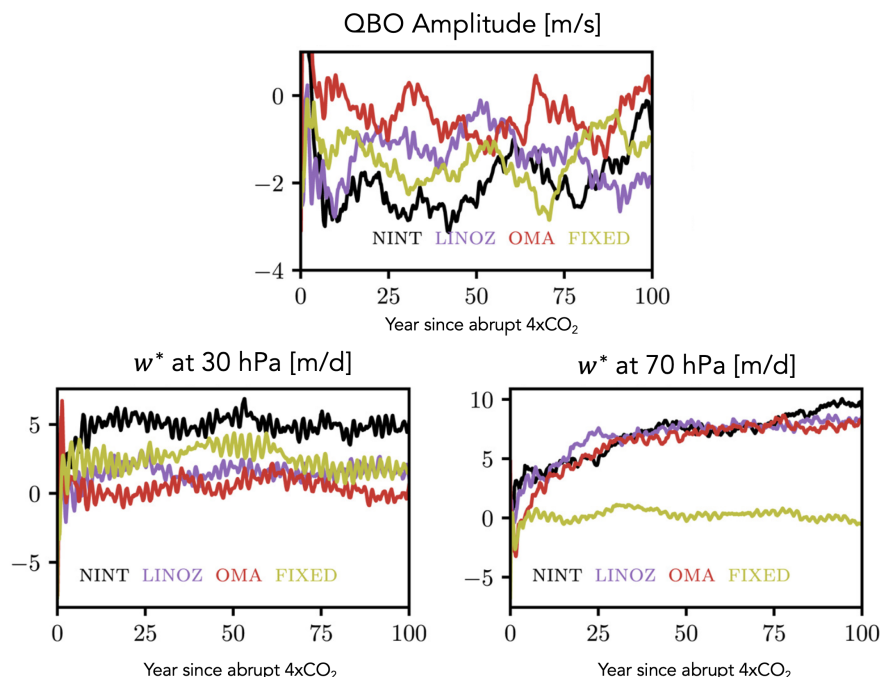 QBO Amplitude [m/s]
0
−2
−4
NINT LINOZ OMA FIXED
0 25 50 75 100
Year since abrupt 4xCO₂
w* at 30 hPa [m/d]
5
0
−5
NINT LINOZ OMA FIXED
0 25 50 75 100
Year since abrupt 4xCO₂
w* at 70 hPa [m/d]
10
5
0
−5
NINT LINOZ OMA FIXED
0 25 50 75 100
Year since abrupt 4xCO₂